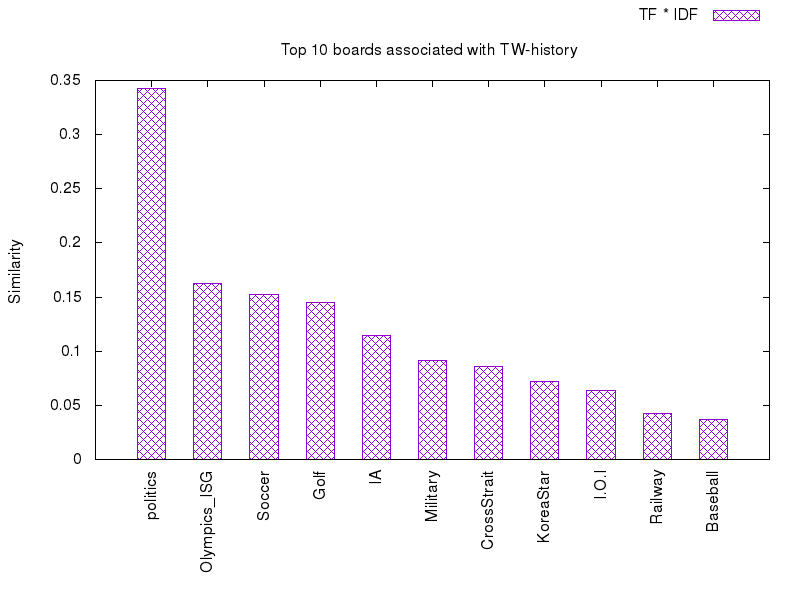 TF * IDF
Top 10 boards associated with TW-history
Similarity
0.35
0.3
0.25
0.2
0.15
0.1
0.05
0
politics
Olympics_ISG
Soccer
Golf
IA
Military
CrossStrait
KoreaStar
I.O.I
Railway
Baseball